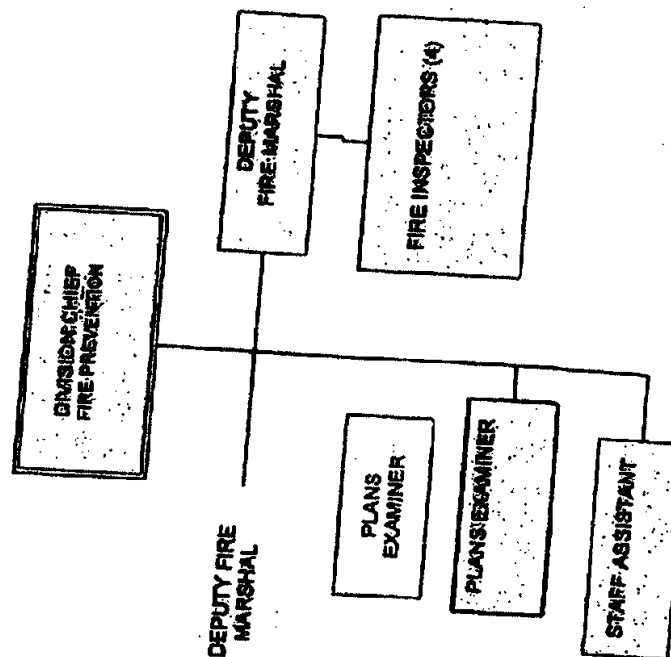 DIVISION CHIEF
FIRE PREVENTION
DEPUTY FIRE
MARSHAL
DEPUTY
FIRE MARSHAL
PLANS
EXAMINER
FIRE INSPECTORS (4)
PLANS EXAMINER
STAFF ASSISTANT